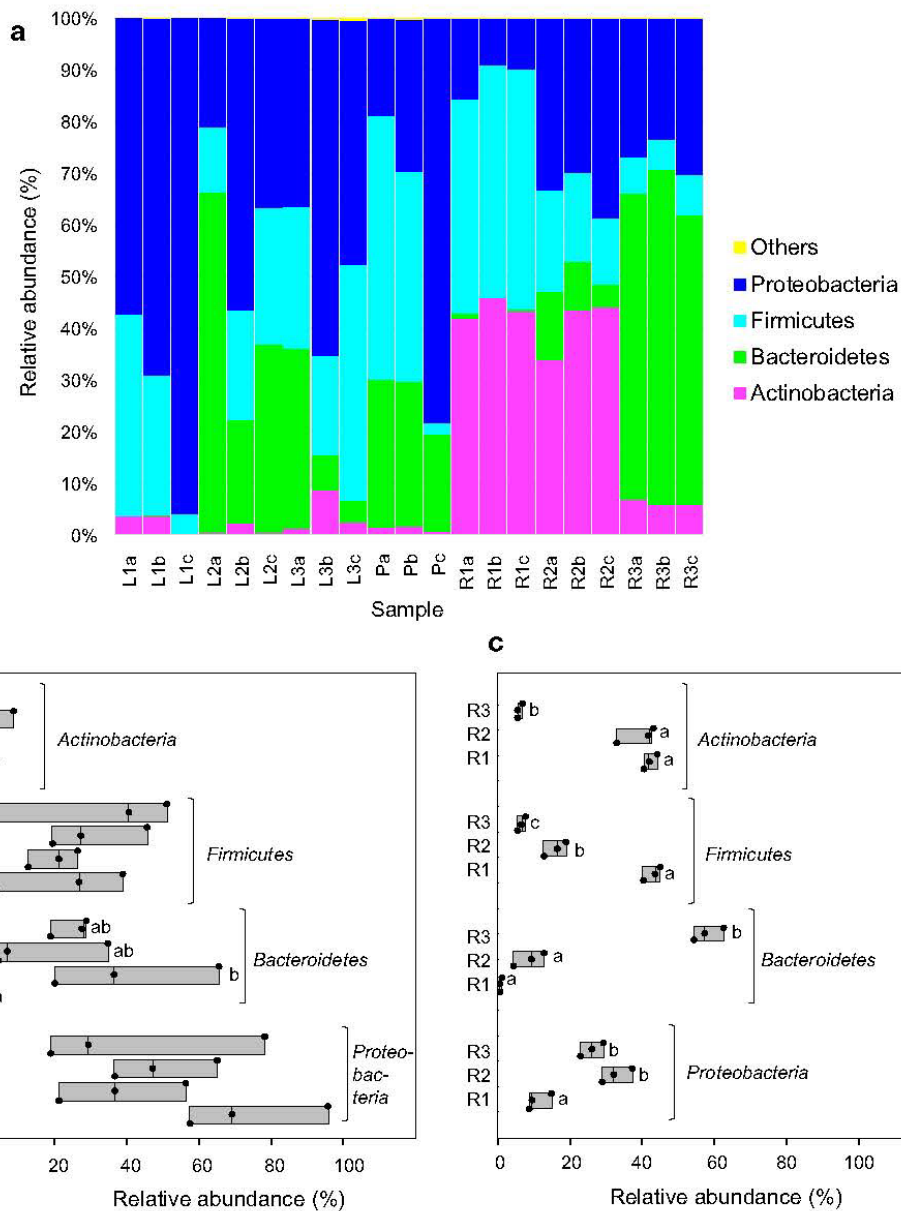 a
100%
90%
80%
70%
60%
50%
40%
30%
20%
10%
0%
Relative abundance (%)
L1a L1b L1c L2a L2b L2c L3a L3b L3c Pa Pb Pc R1a R1b R1c R2a R2b R2c R3a R3b R3c
Sample
Others
Proteobacteria
Firmicutes
Bacteroidetes
Actinobacteria
Actinobacteria
Firmicutes
ab
ab
b
Bacteroidetes
Proteo-
bac-
teria
20 40 60 80 100
Relative abundance (%)
c
R3 b
R2 a
R1 a
Actinobacteria
R3 c
R2 b
R1 a
Firmicutes
R3 b
R2 a
R1 a
Bacteroidetes
R3 b
R2 b
R1 a
Proteobacteria
0 20 40 60 80 100
Relative abundance (%)